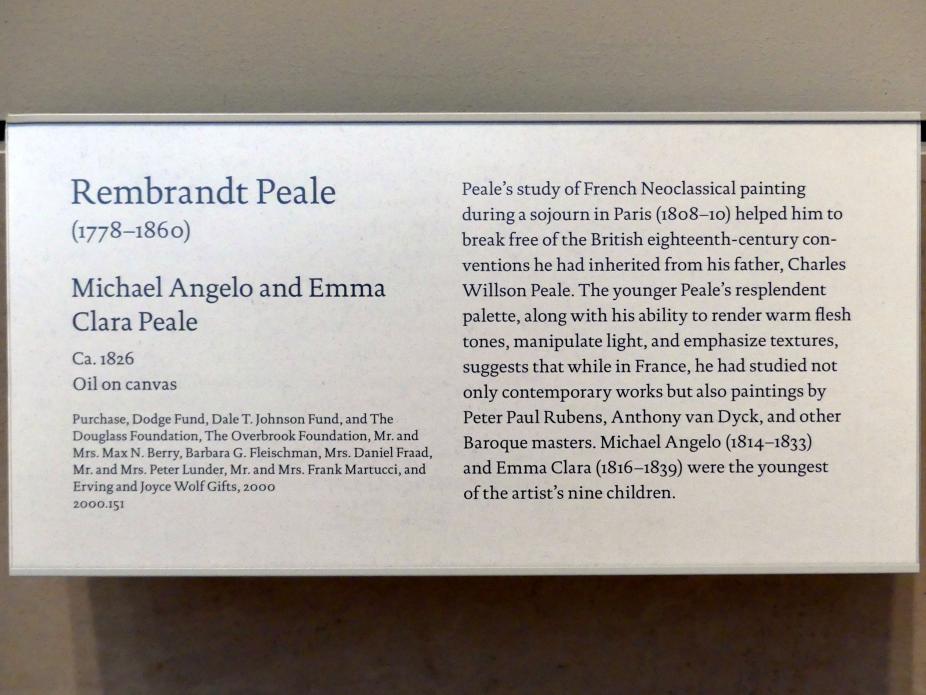 Rembrandt Peale
(1778–1860)
Michael Angelo and Emma
Clara Peale
Ca. 1826
Oil on canvas
Purchase, Dodge Fund, Dale T. Johnson Fund, and The
Douglass Foundation, The Overbrook Foundation, Mr. and
Mrs. Max N. Berry, Barbara G. Fleischman, Mrs. Daniel Fraad,
Mr. and Mrs. Peter Lunder, Mr. and Mrs. Frank Martucci, and
Erving and Joyce Wolf Gifts, 2000
2000.151
Peale’s study of French Neoclassical painting
during a sojourn in Paris (1808–10) helped him to
break free of the British eighteenth-century con-
ventions he had inherited from his father, Charles
Willson Peale. The younger Peale’s resplendent
palette, along with his ability to render warm flesh
tones, manipulate light, and emphasize textures,
suggests that while in France, he had studied not
only contemporary works but also paintings by
Peter Paul Rubens, Anthony van Dyck, and other
Baroque masters. Michael Angelo (1814–1833)
and Emma Clara (1816–1839) were the youngest
of the artist’s nine children.